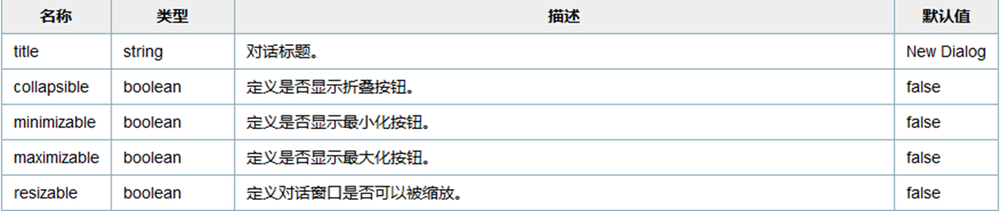 名称 类型 描述 默认值
title string 对话标题。 New Dialog
collapsible boolean 定义是否显示折叠按钮。 false
minimizable boolean 定义是否显示最小化按钮。 false
maximizable boolean 定义是否显示最大化按钮。 false
resizable boolean 定义对话窗口是否可以被缩放。 false